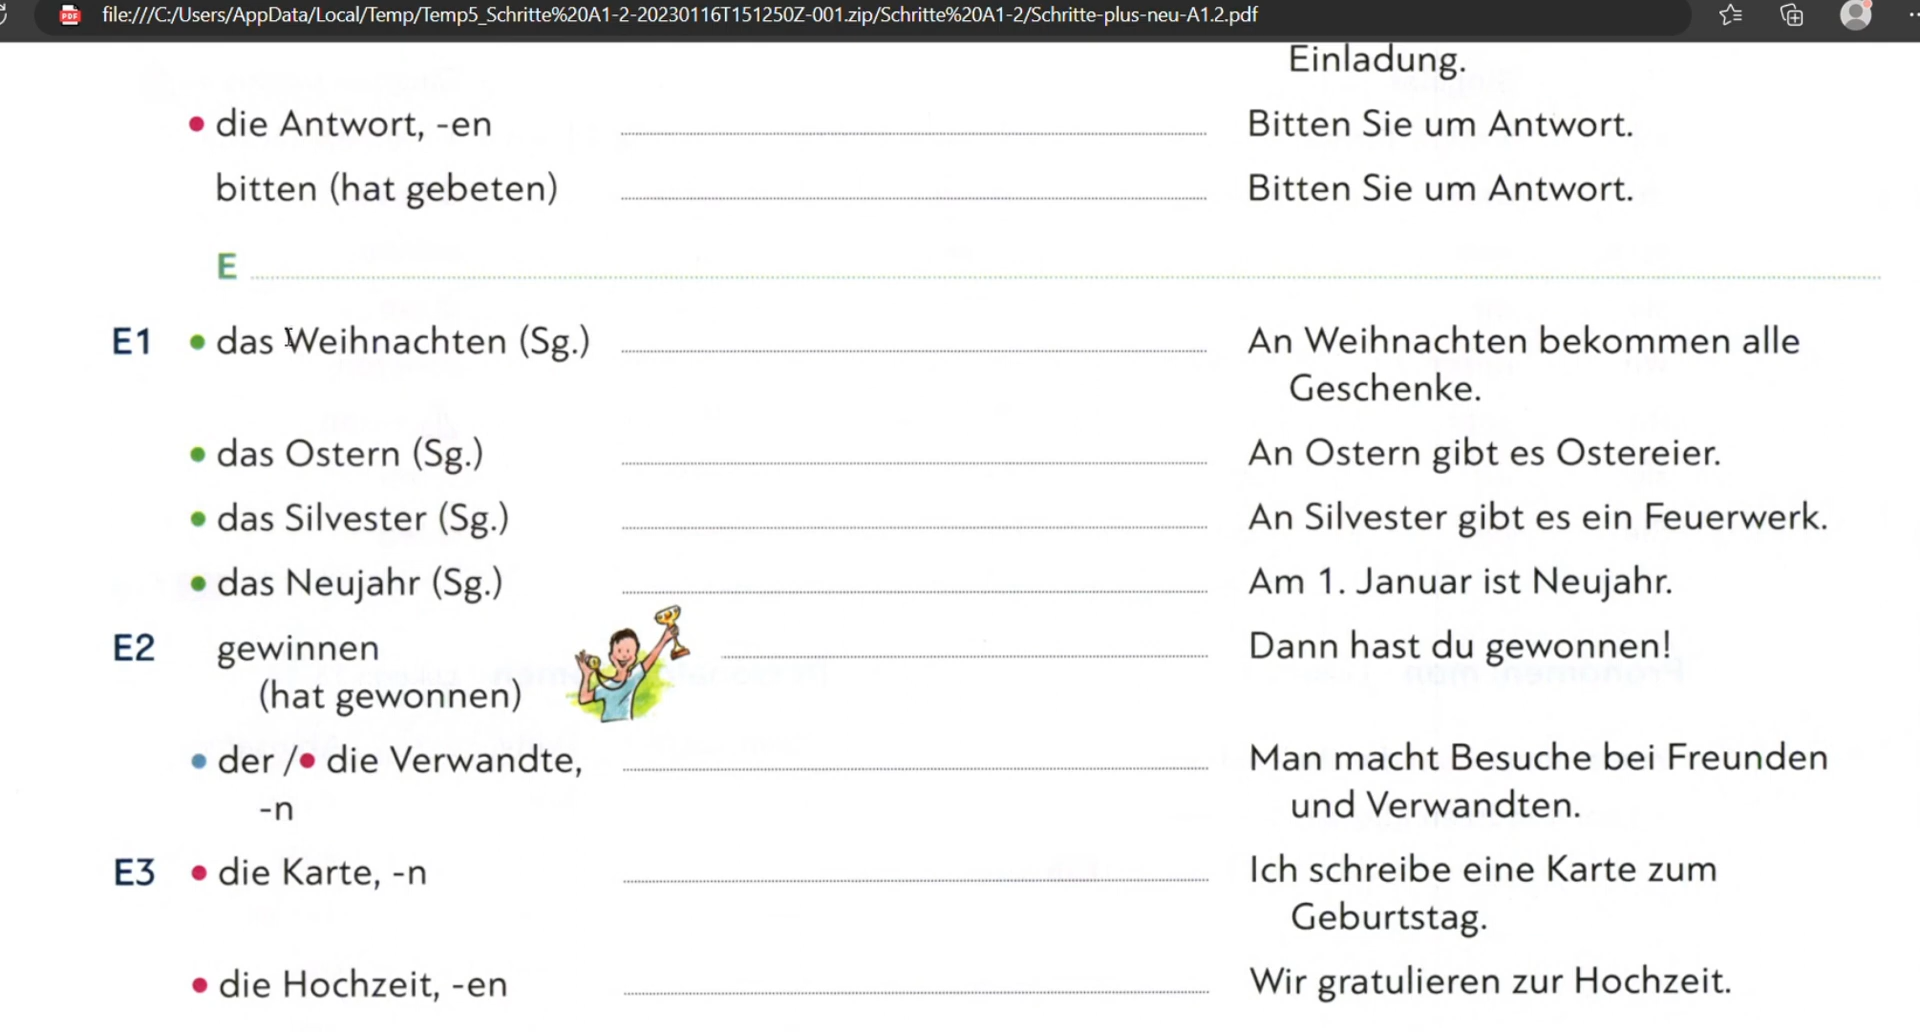 file:///C:/Users/AppData/Local/Temp/Temp5_Schritte%20A1-2-20230116T151250Z-001.zip/Schritte%20A1-2/Schritte-plus-neu-A1.2.pdf
Einladung.
die Antwort, -en Bitten Sie um Antwort.
bitten (hat gebeten) Bitten Sie um Antwort.
E
E1 das Weihnachten (Sg.) An Weihnachten bekommen alle
Geschenke.
das Ostern (Sg.) An Ostern gibt es Ostereier.
das Silvester (Sg.) An Silvester gibt es ein Feuerwerk.
das Neujahr (Sg.) Am 1. Januar ist Neujahr.
E2 gewinnen Dann hast du gewonnen!
(hat gewonnen)
der / die Verwandte, Man macht Besuche bei Freunden
-n und Verwandten.
E3 die Karte, -n Ich schreibe eine Karte zum
Geburtstag.
die Hochzeit, -en Wir gratulieren zur Hochzeit.